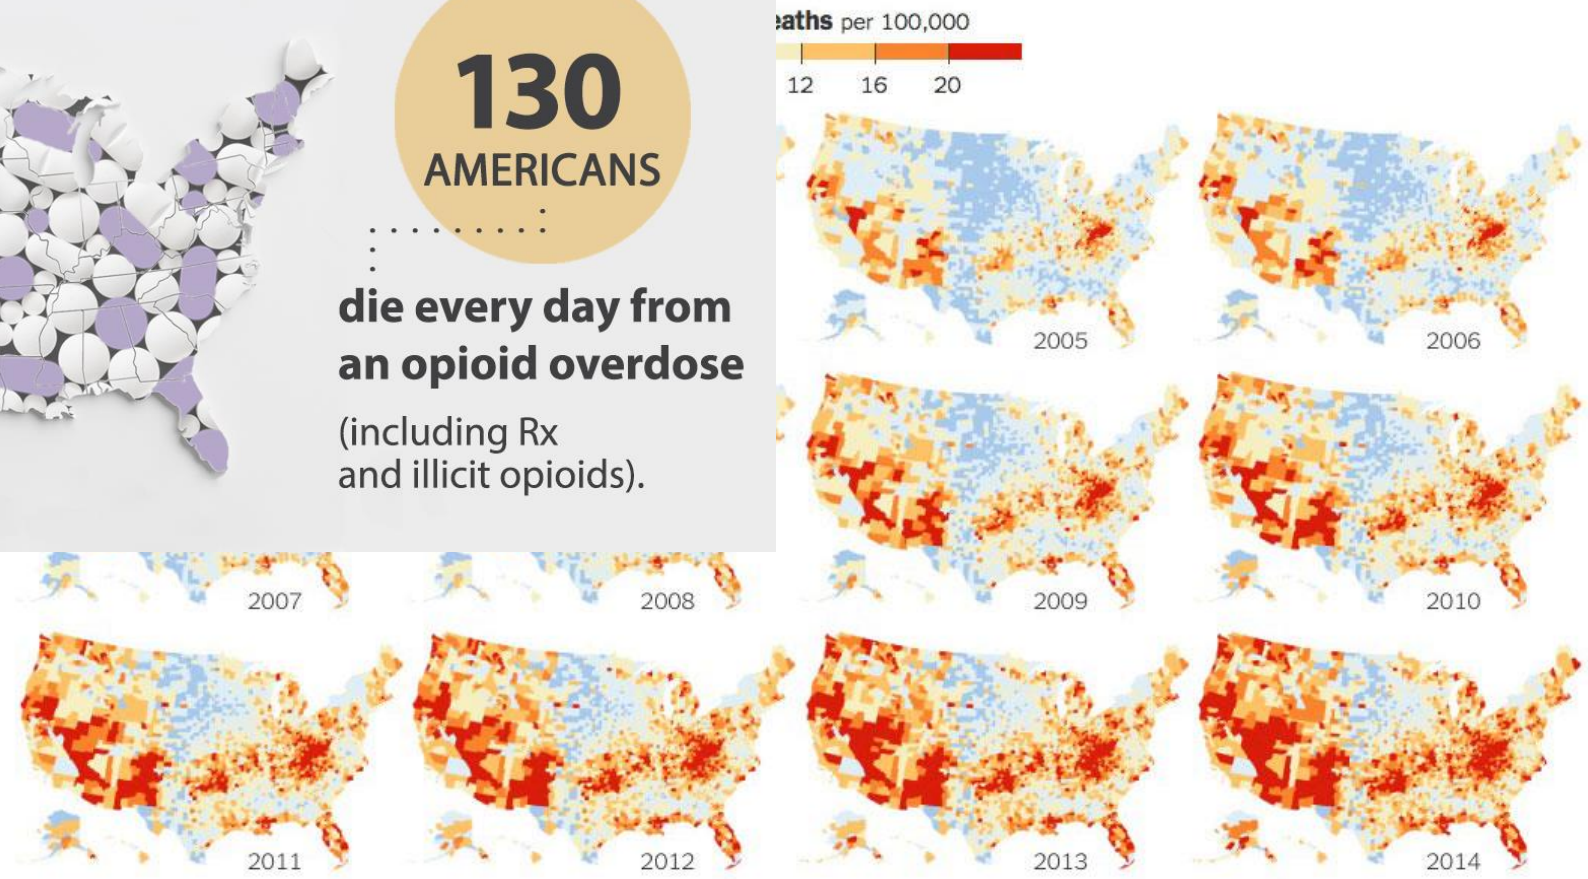 130
AMERICANS
die every day from
an opioid overdose
(including Rx
and illicit opioids).
per 100,000
12 16 20
2005 2006
2007 2008 2009 2010
2011 2012 2013 2014